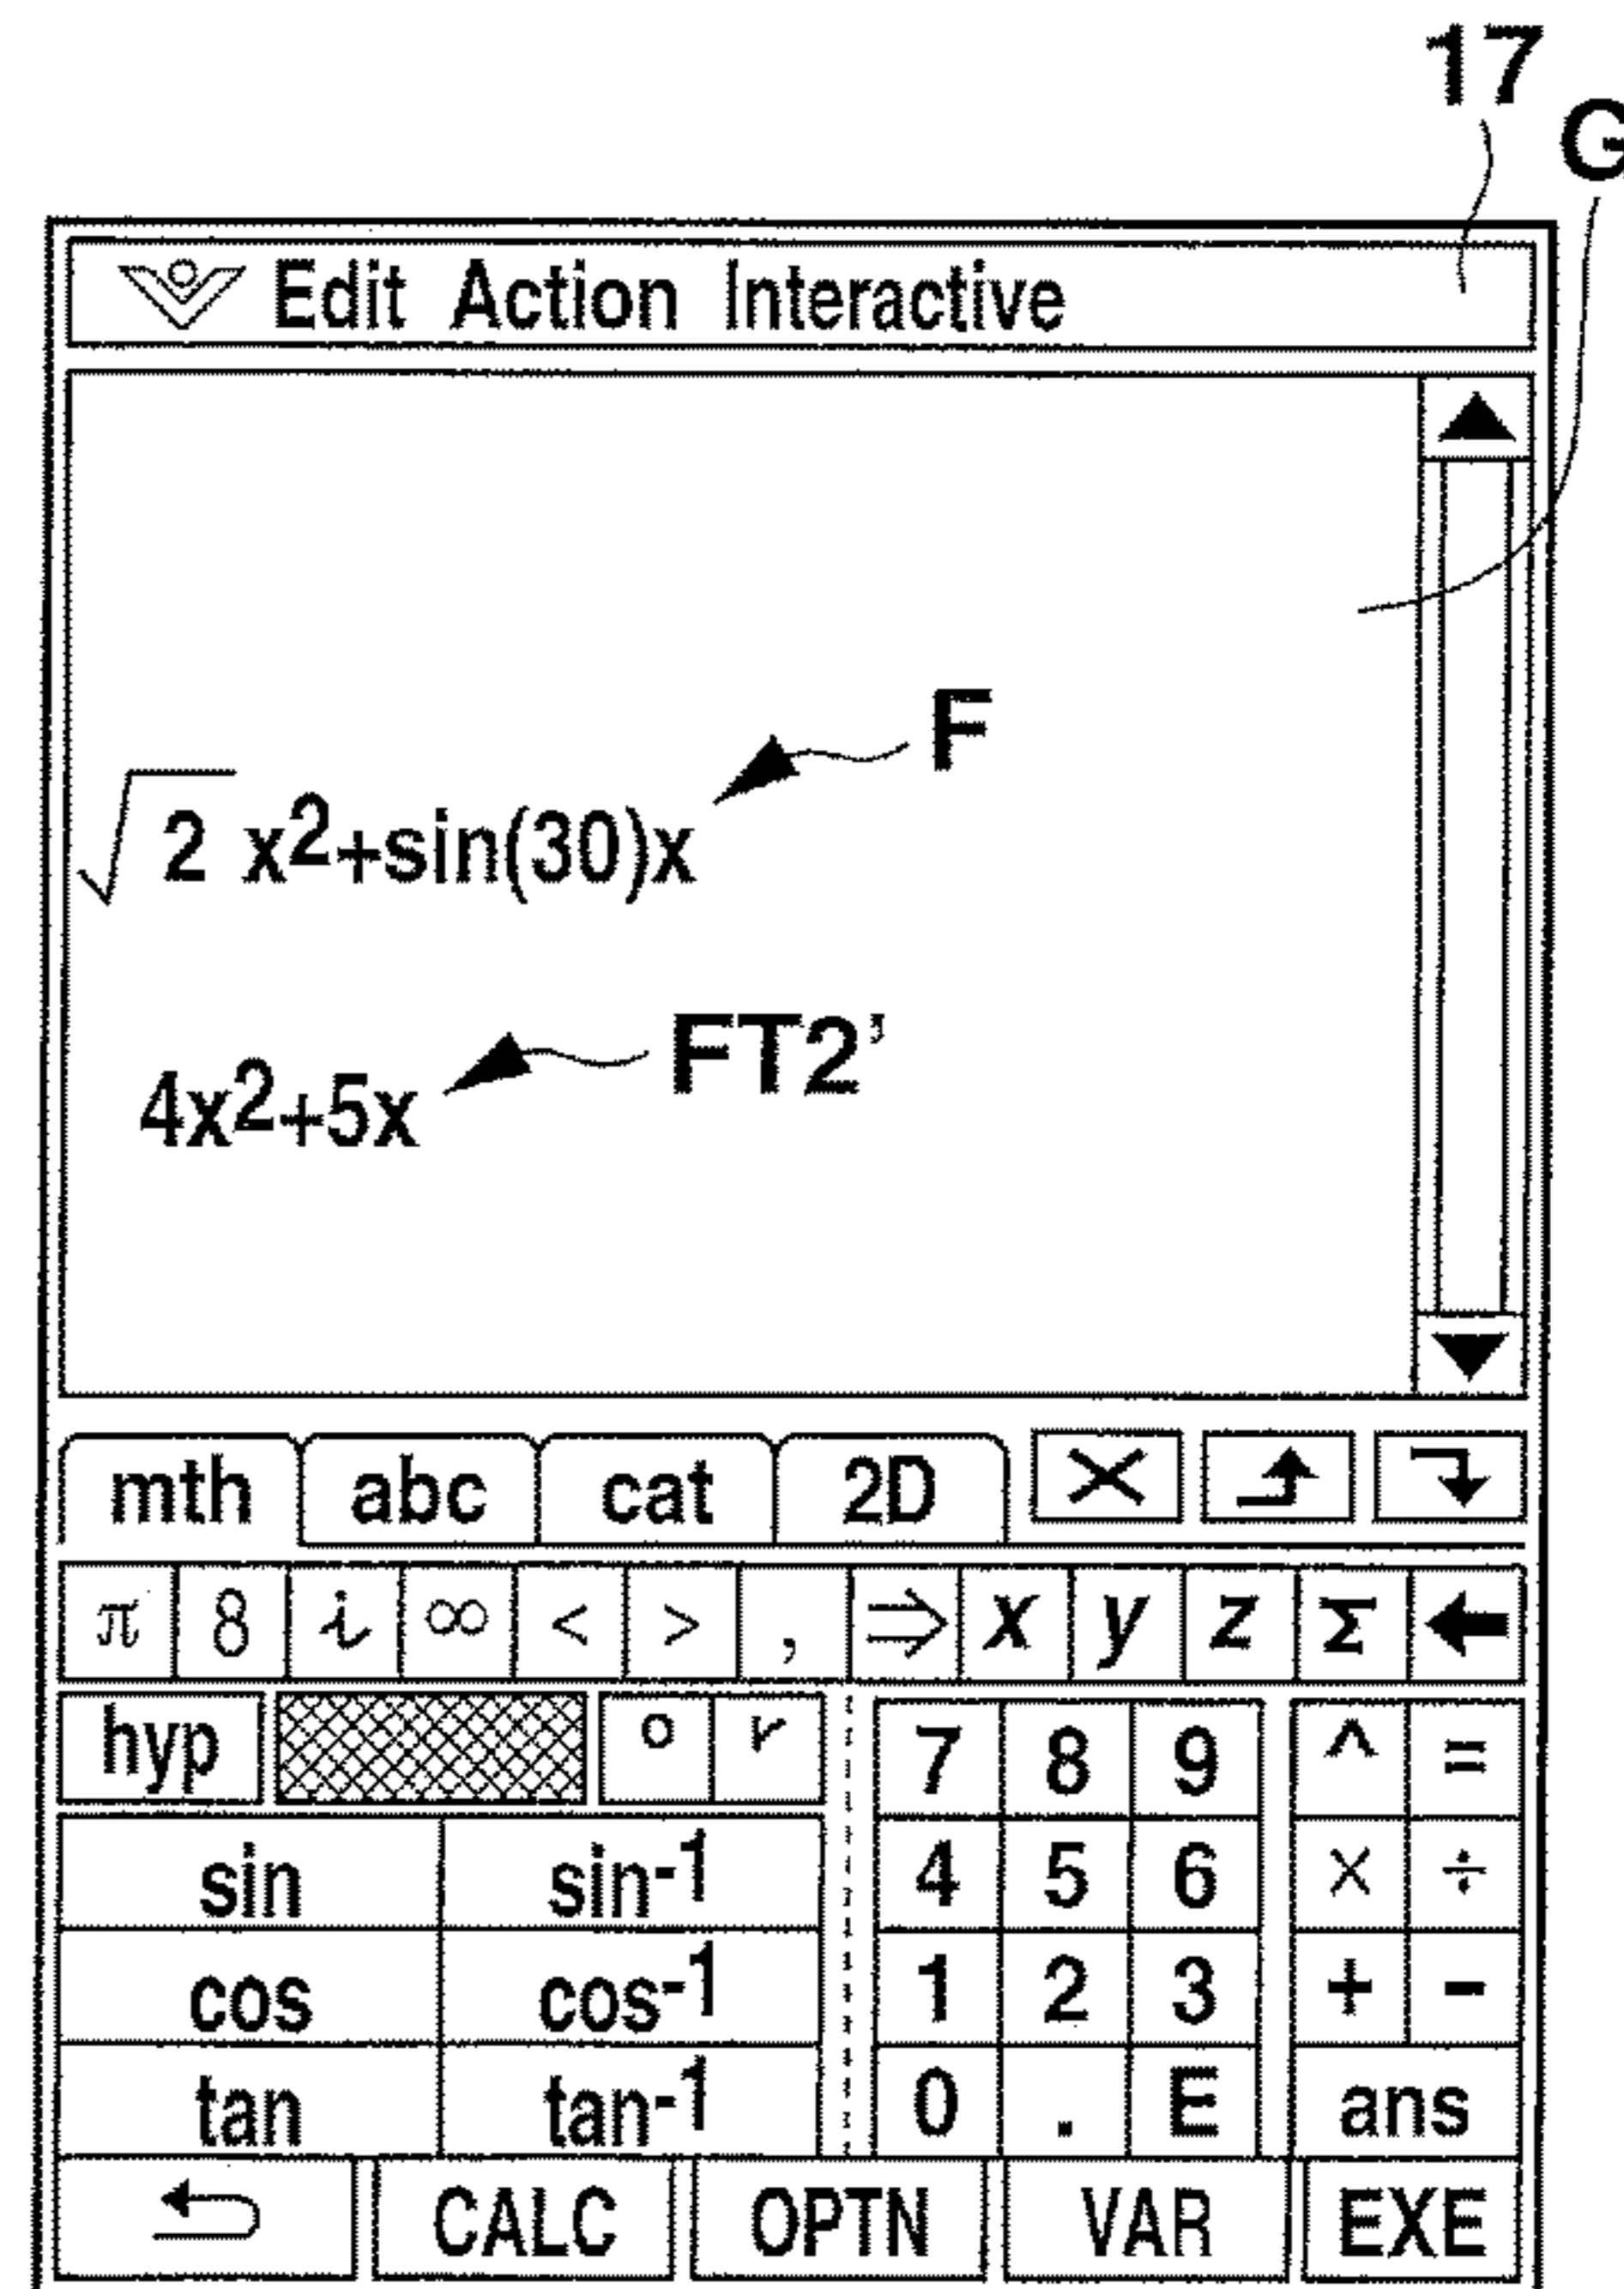 17
G
Edit Action Interactive
F
√2 x²+sin(30)x
FT2’
4x²+5x
mth abc cat 2D
π 8 i ∞ < > , ⇒ x y z Σ ←
hyp ° r 7 8 9 ^ =
sin sin-1 4 5 6 × ÷
cos cos-1 1 2 3 + -
tan tan-1 0 . E ans
CALC OPTN VAR EXE